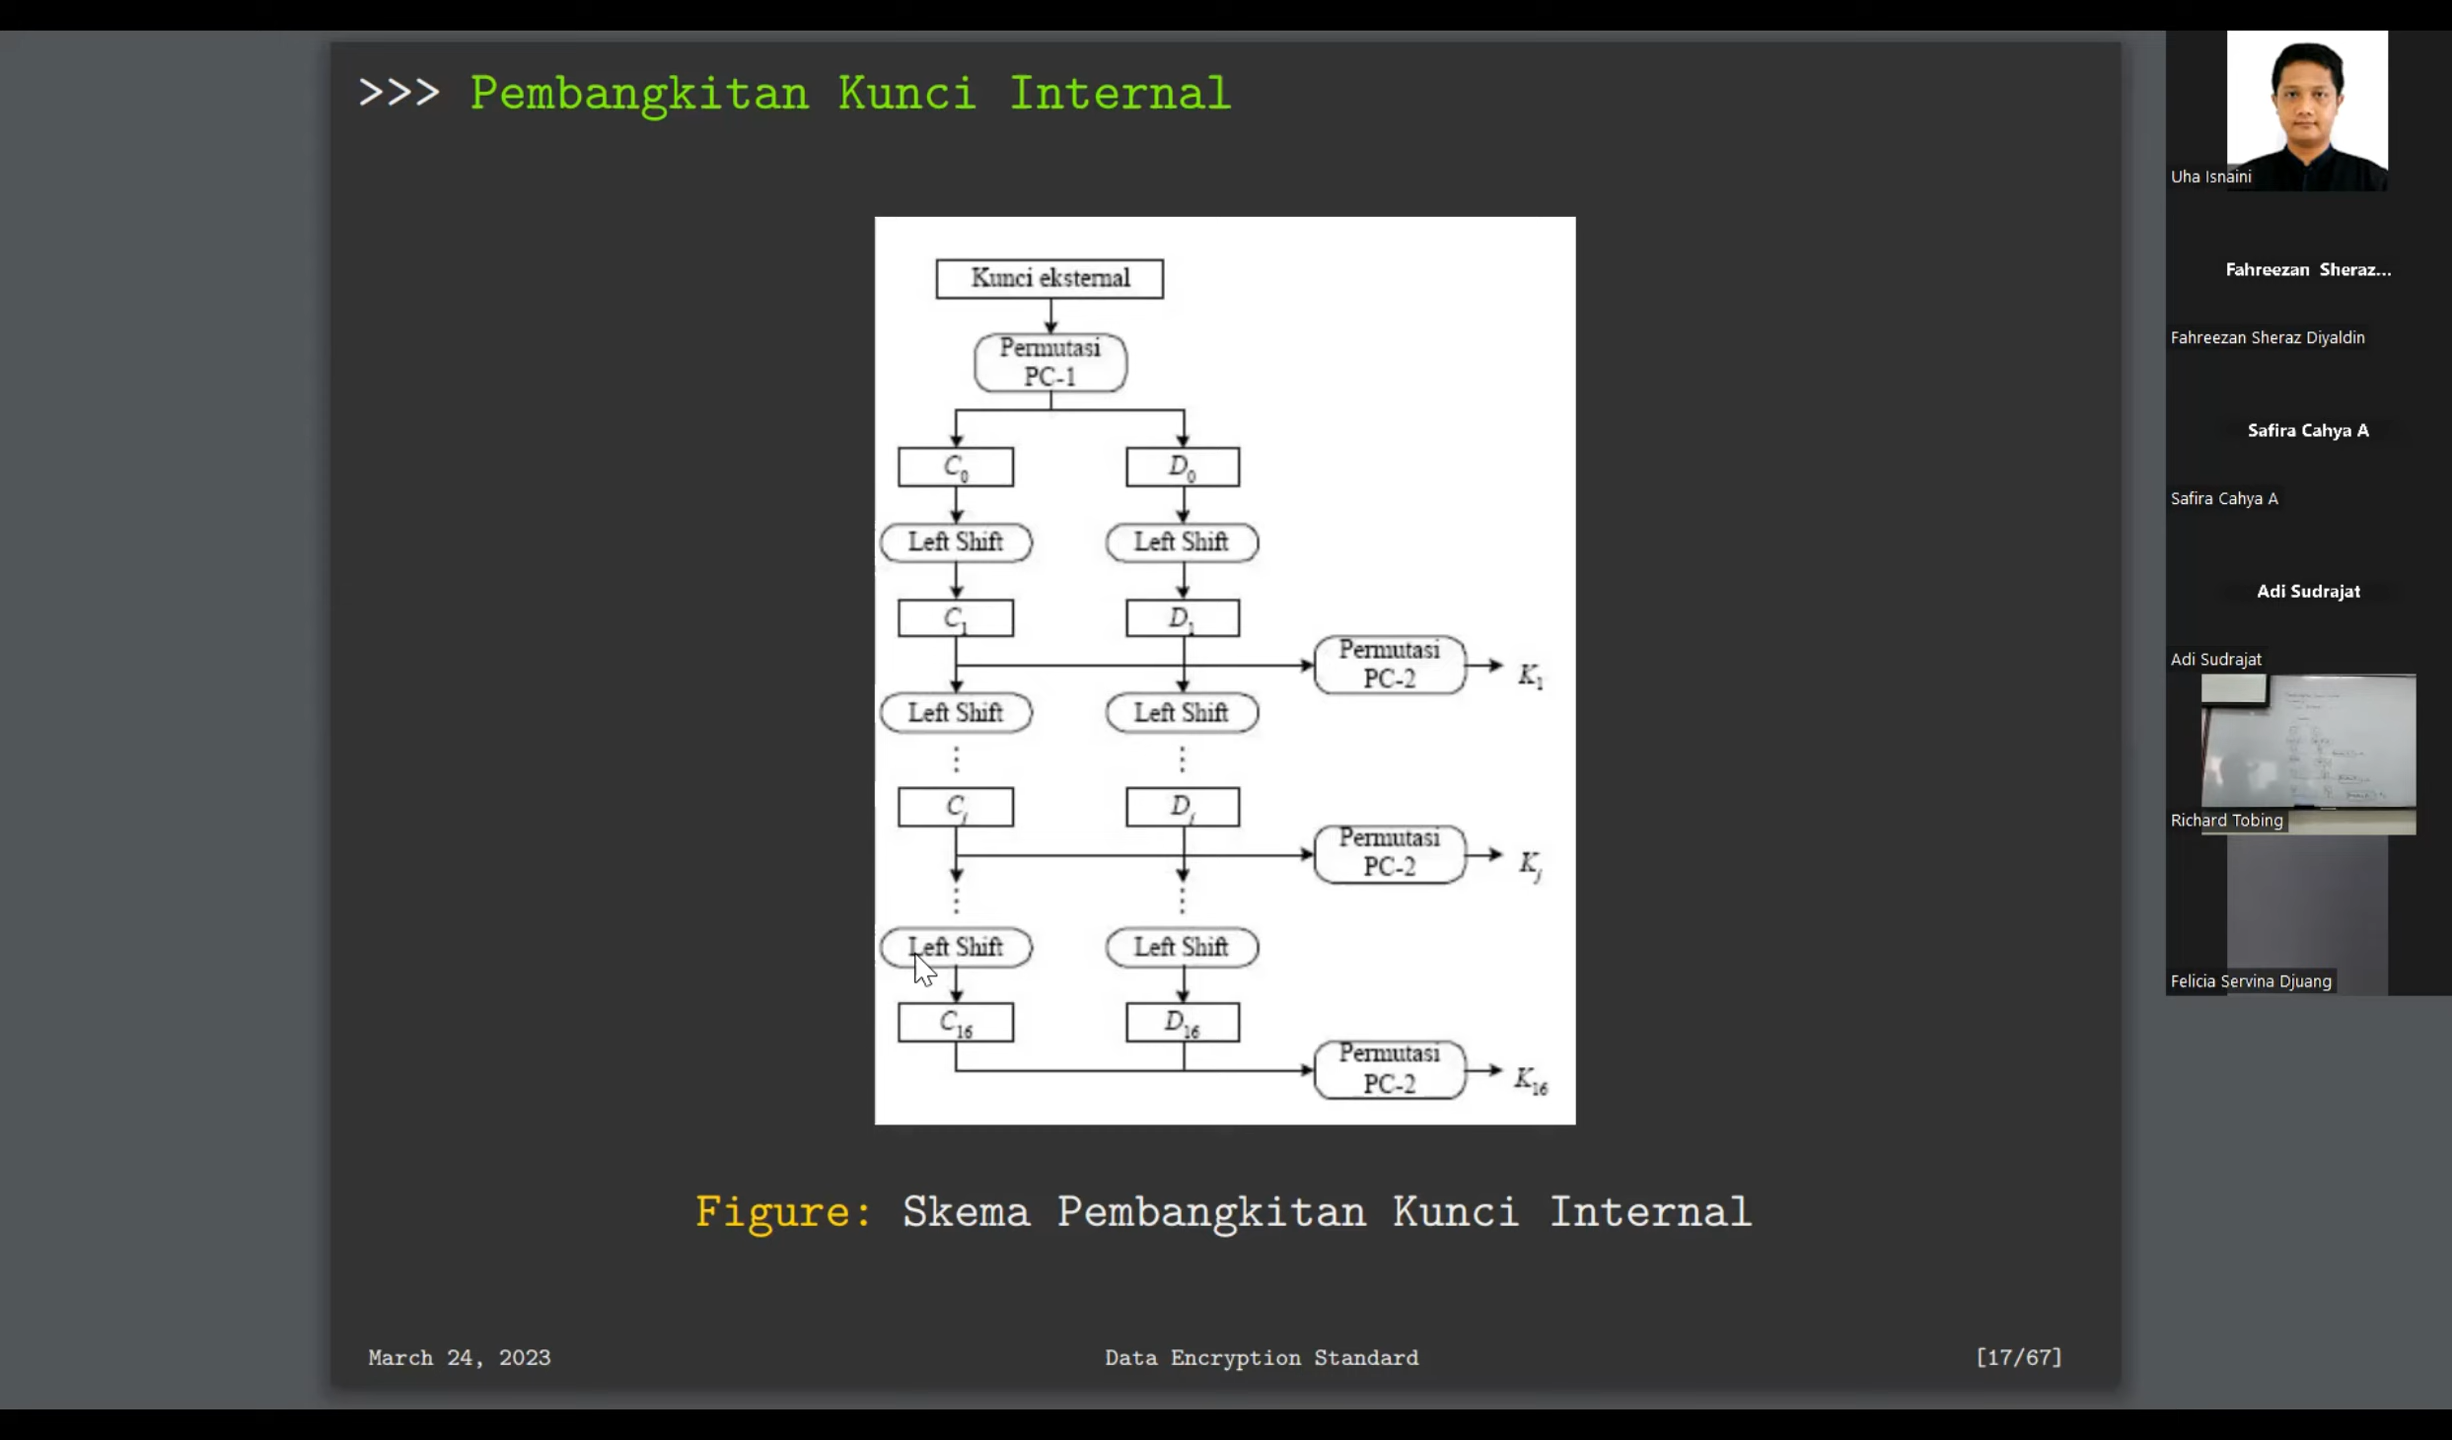 >>> Pembangkitan Kunci Internal
Kunci eksternal
Permutasi
PC-1
C0 D0
Left Shift Left Shift
C1 D1
Permutasi
PC-2
K1
Left Shift Left Shift
Cj Dj
Permutasi
PC-2
Kj
Left Shift Left Shift
C16 D16
Permutasi
PC-2
K16
Figure: Skema Pembangkitan Kunci Internal
March 24, 2023 Data Encryption Standard [17/67]
Uha Isnaini
Fahreezan Sheraz...
Fahreezan Sheraz Diyaldin
Safira Cahya A
Safira Cahya A
Adi Sudrajat
Adi Sudrajat
Richard Tobing
Felicia Servina Djuang